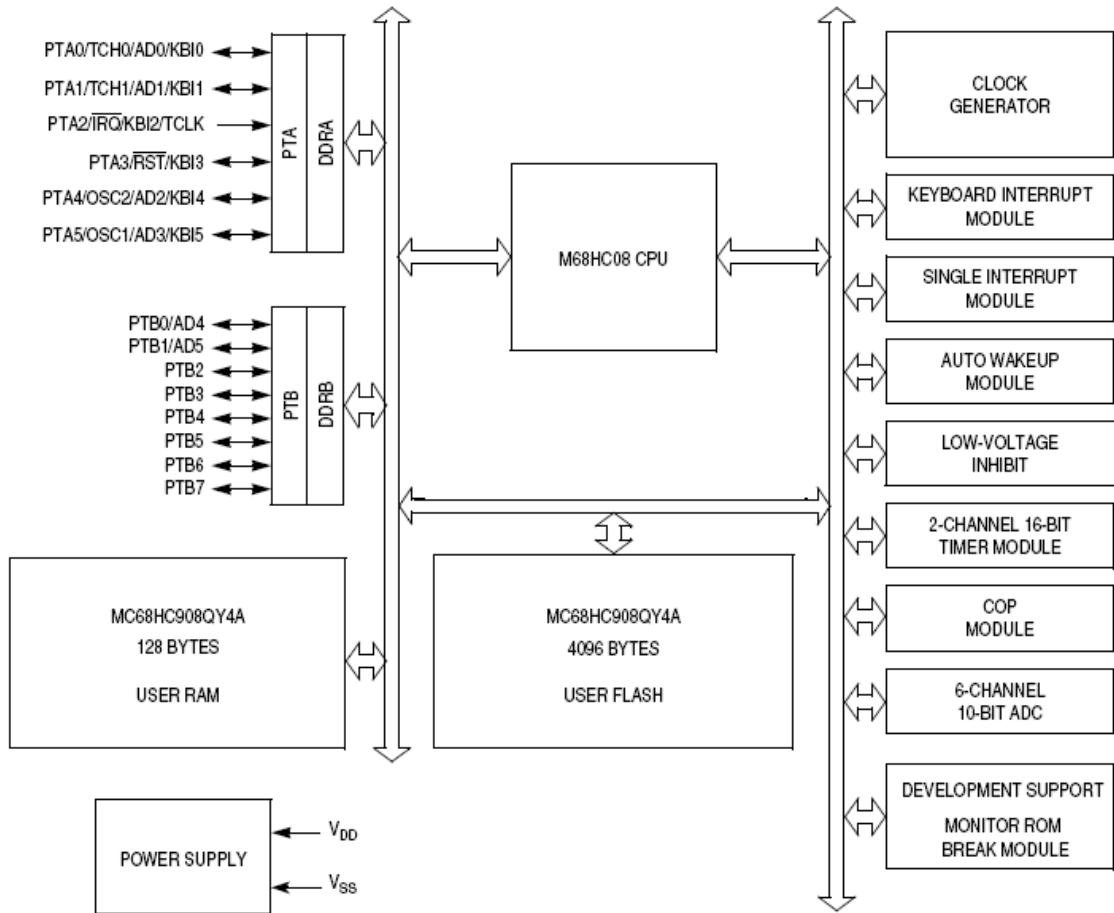 PTA0/TCH0/AD0/KBI0
PTA1/TCH1/AD1/KBI1
PTA2/IRQ/KBI2/TCLK
PTA3/RST/KBI3
PTA4/OSC2/AD2/KBI4
PTA5/OSC1/AD3/KBI5
PTA
DDRA
PTB0/AD4
PTB1/AD5
PTB2
PTB3
PTB4
PTB5
PTB6
PTB7
PTB
DDRB
M68HC08 CPU
MC68HC908QY4A
128 BYTES
USER RAM
MC68HC908QY4A
4096 BYTES
USER FLASH
POWER SUPPLY
VDD
VSS
CLOCK
GENERATOR
KEYBOARD INTERRUPT
MODULE
SINGLE INTERRUPT
MODULE
AUTO WAKEUP
MODULE
LOW-VOLTAGE
INHIBIT
2-CHANNEL 16-BIT
TIMER MODULE
COP
MODULE
6-CHANNEL
10-BIT ADC
DEVELOPMENT SUPPORT
MONITOR ROM
BREAK MODULE